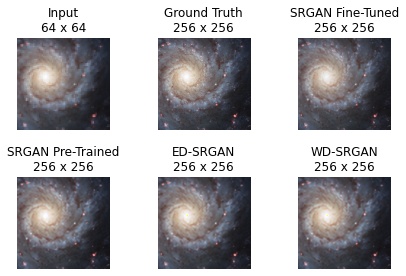 Input
64 x 64
Ground Truth
256 x 256
SRGAN Fine-Tuned
256 x 256
SRGAN Pre-Trained
256 x 256
ED-SRGAN
256 x 256
WD-SRGAN
256 x 256